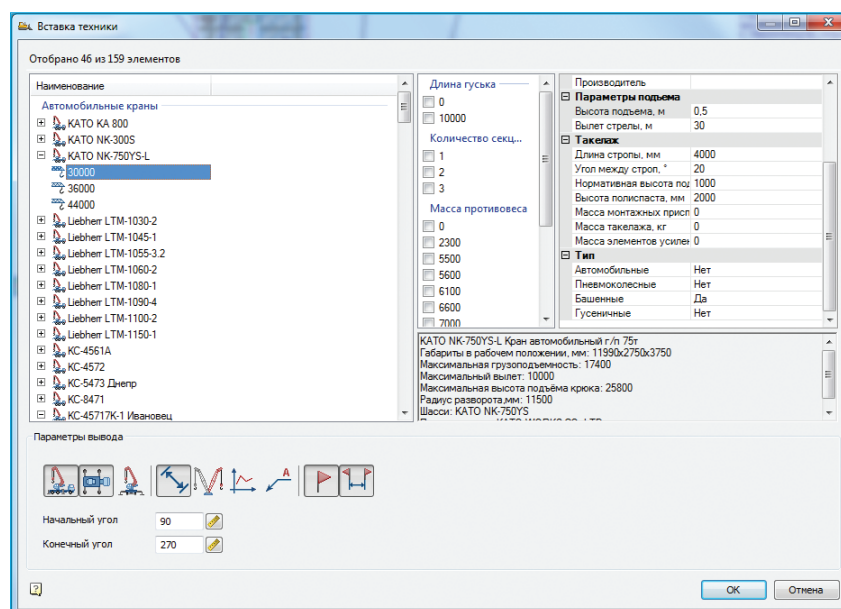 Вставка техники
Отобрано 46 из 159 элементов
Наименование
Автомобильные краны
КАТО КА 800
КАТО NK-300S
КАТО NK-750YS-L
30000
36000
44000
Liebherr LTM-1030-2
Liebherr LTM-1045-1
Liebherr LTM-1055-3.2
Liebherr LTM-1060-2
Liebherr LTM-1080-1
Liebherr LTM-1090-4
Liebherr LTM-1100-2
Liebherr LTM-1150-1
КС-4561А
КС-4572
КС-5473 Днепр
КС-8471
КС-45717К-1 Ивановец
Длина гуська
0
10000
Количество секц...
1
2
3
Масса противовеса
0
2300
5500
5600
6100
6600
7000
Производитель
Параметры подъема
Высота подъема, м 0,5
Вылет стрелы, м 30
Такелаж
Длина стропы, мм 4000
Угол между строп, ° 20
Нормативная высота под 1000
Высота полиспаста, мм 2000
Масса монтажных присп 0
Масса такелажа, кг 0
Масса элементов усилен 0
Тип
Автомобильные Нет
Пневмоколесные Нет
Башенные Да
Гусеничные Нет
КАТО NK-750YS-L Кран автомобильный г/п 75т
Габариты в рабочем положении, мм: 11990x2750x3750
Максимальная грузоподъемность: 17400
Максимальный вылет: 10000
Максимальная высота подъёма крюка: 25800
Радиус разворота,мм: 11500
Шасси: КАТО NK-750YS
Параметры вывода
A
Начальный угол 90
Конечный угол 270
?
OK Отмена